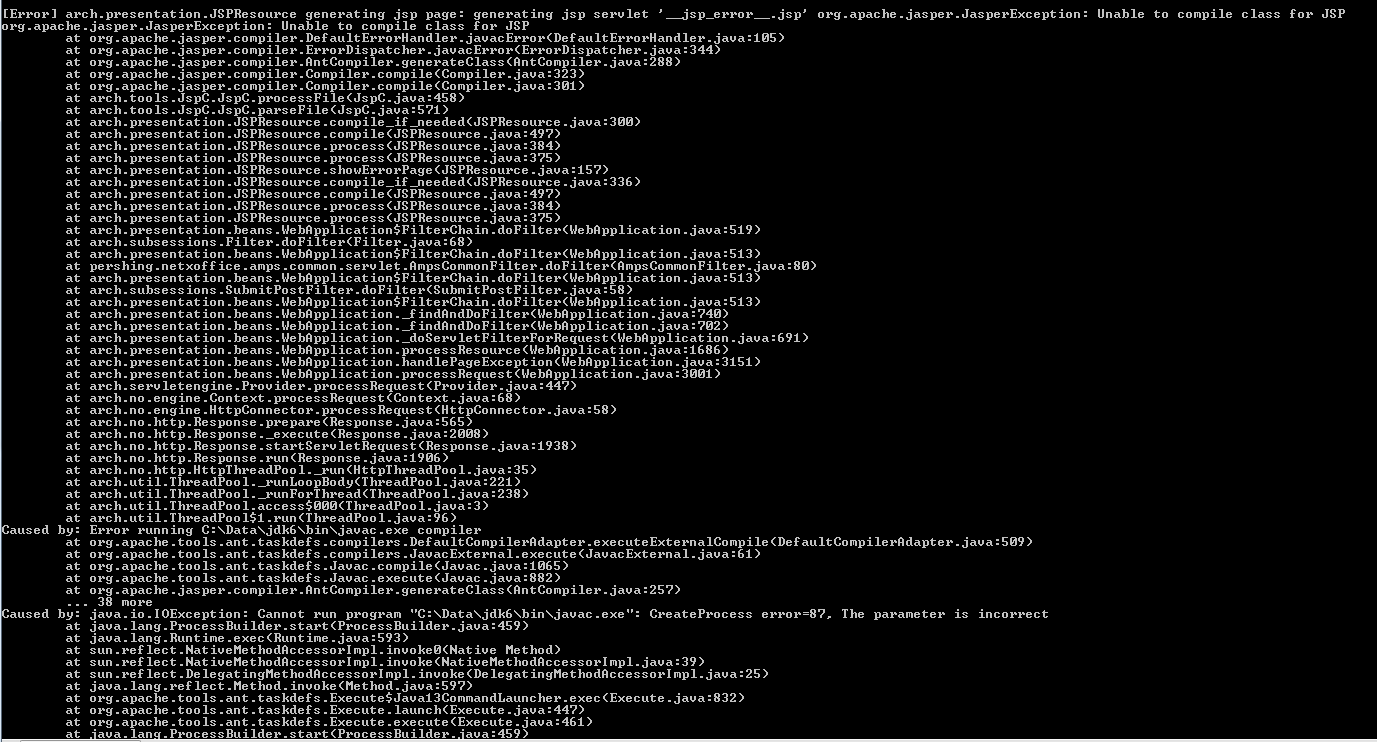 [Error] arch.presentation.JSPResource generating jsp page: generating jsp servlet '__jsp_error__.jsp' org.apache.jasper.JasperException: Unable to compile class for JSP
org.apache.jasper.JasperException: Unable to compile class for JSP
at org.apache.jasper.compiler.DefaultErrorHandler.javacError(DefaultErrorHandler.java:105)
at org.apache.jasper.compiler.ErrorDispatcher.javacError(ErrorDispatcher.java:344)
at org.apache.jasper.compiler.AntCompiler.generateClass(AntCompiler.java:288)
at org.apache.jasper.compiler.Compiler.compile(Compiler.java:323)
at org.apache.jasper.compiler.Compiler.compile(Compiler.java:301)
at arch.tools.JspC.JspC.processFile(JspC.java:458)
at arch.tools.JspC.JspC.parseFile(JspC.java:571)
at arch.presentation.JSPResource.compile_if_needed(JSPResource.java:300)
at arch.presentation.JSPResource.compile(JSPResource.java:497)
at arch.presentation.JSPResource.process(JSPResource.java:384)
at arch.presentation.JSPResource.process(JSPResource.java:375)
at arch.presentation.JSPResource.showErrorPage(JSPResource.java:157)
at arch.presentation.JSPResource.compile_if_needed(JSPResource.java:336)
at arch.presentation.JSPResource.compile(JSPResource.java:497)
at arch.presentation.JSPResource.process(JSPResource.java:384)
at arch.presentation.JSPResource.process(JSPResource.java:375)
at arch.presentation.beans.WebApplication$FilterChain.doFilter(WebApplication.java:519)
at arch.subsessions.Filter.doFilter(Filter.java:68)
at arch.presentation.beans.WebApplication$FilterChain.doFilter(WebApplication.java:513)
at pershing.netxoffice.amps.common.servlet.AmpsCommonFilter.doFilter(AmpsCommonFilter.java:80)
at arch.presentation.beans.WebApplication$FilterChain.doFilter(WebApplication.java:513)
at arch.subsessions.SubmitPostFilter.doFilter(SubmitPostFilter.java:58)
at arch.presentation.beans.WebApplication$FilterChain.doFilter(WebApplication.java:513)
at arch.presentation.beans.WebApplication._findAndDoFilter(WebApplication.java:740)
at arch.presentation.beans.WebApplication._findAndDoFilter(WebApplication.java:702)
at arch.presentation.beans.WebApplication._doServletFilterForRequest(WebApplication.java:691)
at arch.presentation.beans.WebApplication.processResource(WebApplication.java:1686)
at arch.presentation.beans.WebApplication.handlePageException(WebApplication.java:3151)
at arch.presentation.beans.WebApplication.processRequest(WebApplication.java:3001)
at arch.servletengine.Provider.processRequest(Provider.java:447)
at arch.no.engine.Context.processRequest(Context.java:68)
at arch.no.engine.HttpConnector.processRequest(HttpConnector.java:58)
at arch.no.http.Response.prepare(Response.java:565)
at arch.no.http.Response._execute(Response.java:2008)
at arch.no.http.Response.startServletRequest(Response.java:1938)
at arch.no.http.Response.run(Response.java:1906)
at arch.no.http.HttpThreadPool._run(HttpThreadPool.java:35)
at arch.util.ThreadPool._runLoopBody(ThreadPool.java:221)
at arch.util.ThreadPool._runForThread(ThreadPool.java:238)
at arch.util.ThreadPool.access$000(ThreadPool.java:3)
at arch.util.ThreadPool$1.run(ThreadPool.java:96)
Caused by: Error running C:\Data\jdk6\bin\javac.exe compiler
at org.apache.tools.ant.taskdefs.compilers.DefaultCompilerAdapter.executeExternalCompile(DefaultCompilerAdapter.java:509)
at org.apache.tools.ant.taskdefs.compilers.JavacExternal.execute(JavacExternal.java:61)
at org.apache.tools.ant.taskdefs.Javac.compile(Javac.java:1065)
at org.apache.tools.ant.taskdefs.Javac.execute(Javac.java:882)
at org.apache.jasper.compiler.AntCompiler.generateClass(AntCompiler.java:257)
... 38 more
Caused by: java.io.IOException: Cannot run program "C:\Data\jdk6\bin\javac.exe": CreateProcess error=87, The parameter is incorrect
at java.lang.ProcessBuilder.start(ProcessBuilder.java:459)
at java.lang.Runtime.exec(Runtime.java:593)
at sun.reflect.NativeMethodAccessorImpl.invoke0(Native Method)
at sun.reflect.NativeMethodAccessorImpl.invoke(NativeMethodAccessorImpl.java:39)
at sun.reflect.DelegatingMethodAccessorImpl.invoke(DelegatingMethodAccessorImpl.java:25)
at java.lang.reflect.Method.invoke(Method.java:597)
at org.apache.tools.ant.taskdefs.Execute$Java13CommandLauncher.exec(Execute.java:832)
at org.apache.tools.ant.taskdefs.Execute.launch(Execute.java:447)
at org.apache.tools.ant.taskdefs.Execute.execute(Execute.java:461)
at java.lang.ProcessBuilder.start(ProcessBuilder.java:459)